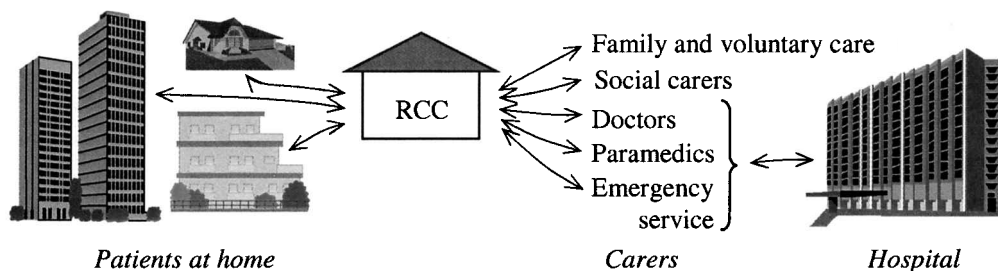 Family and voluntary care
Social carers
RCC
Doctors
Paramedics
Emergency
service
Patients at home
Carers
Hospital